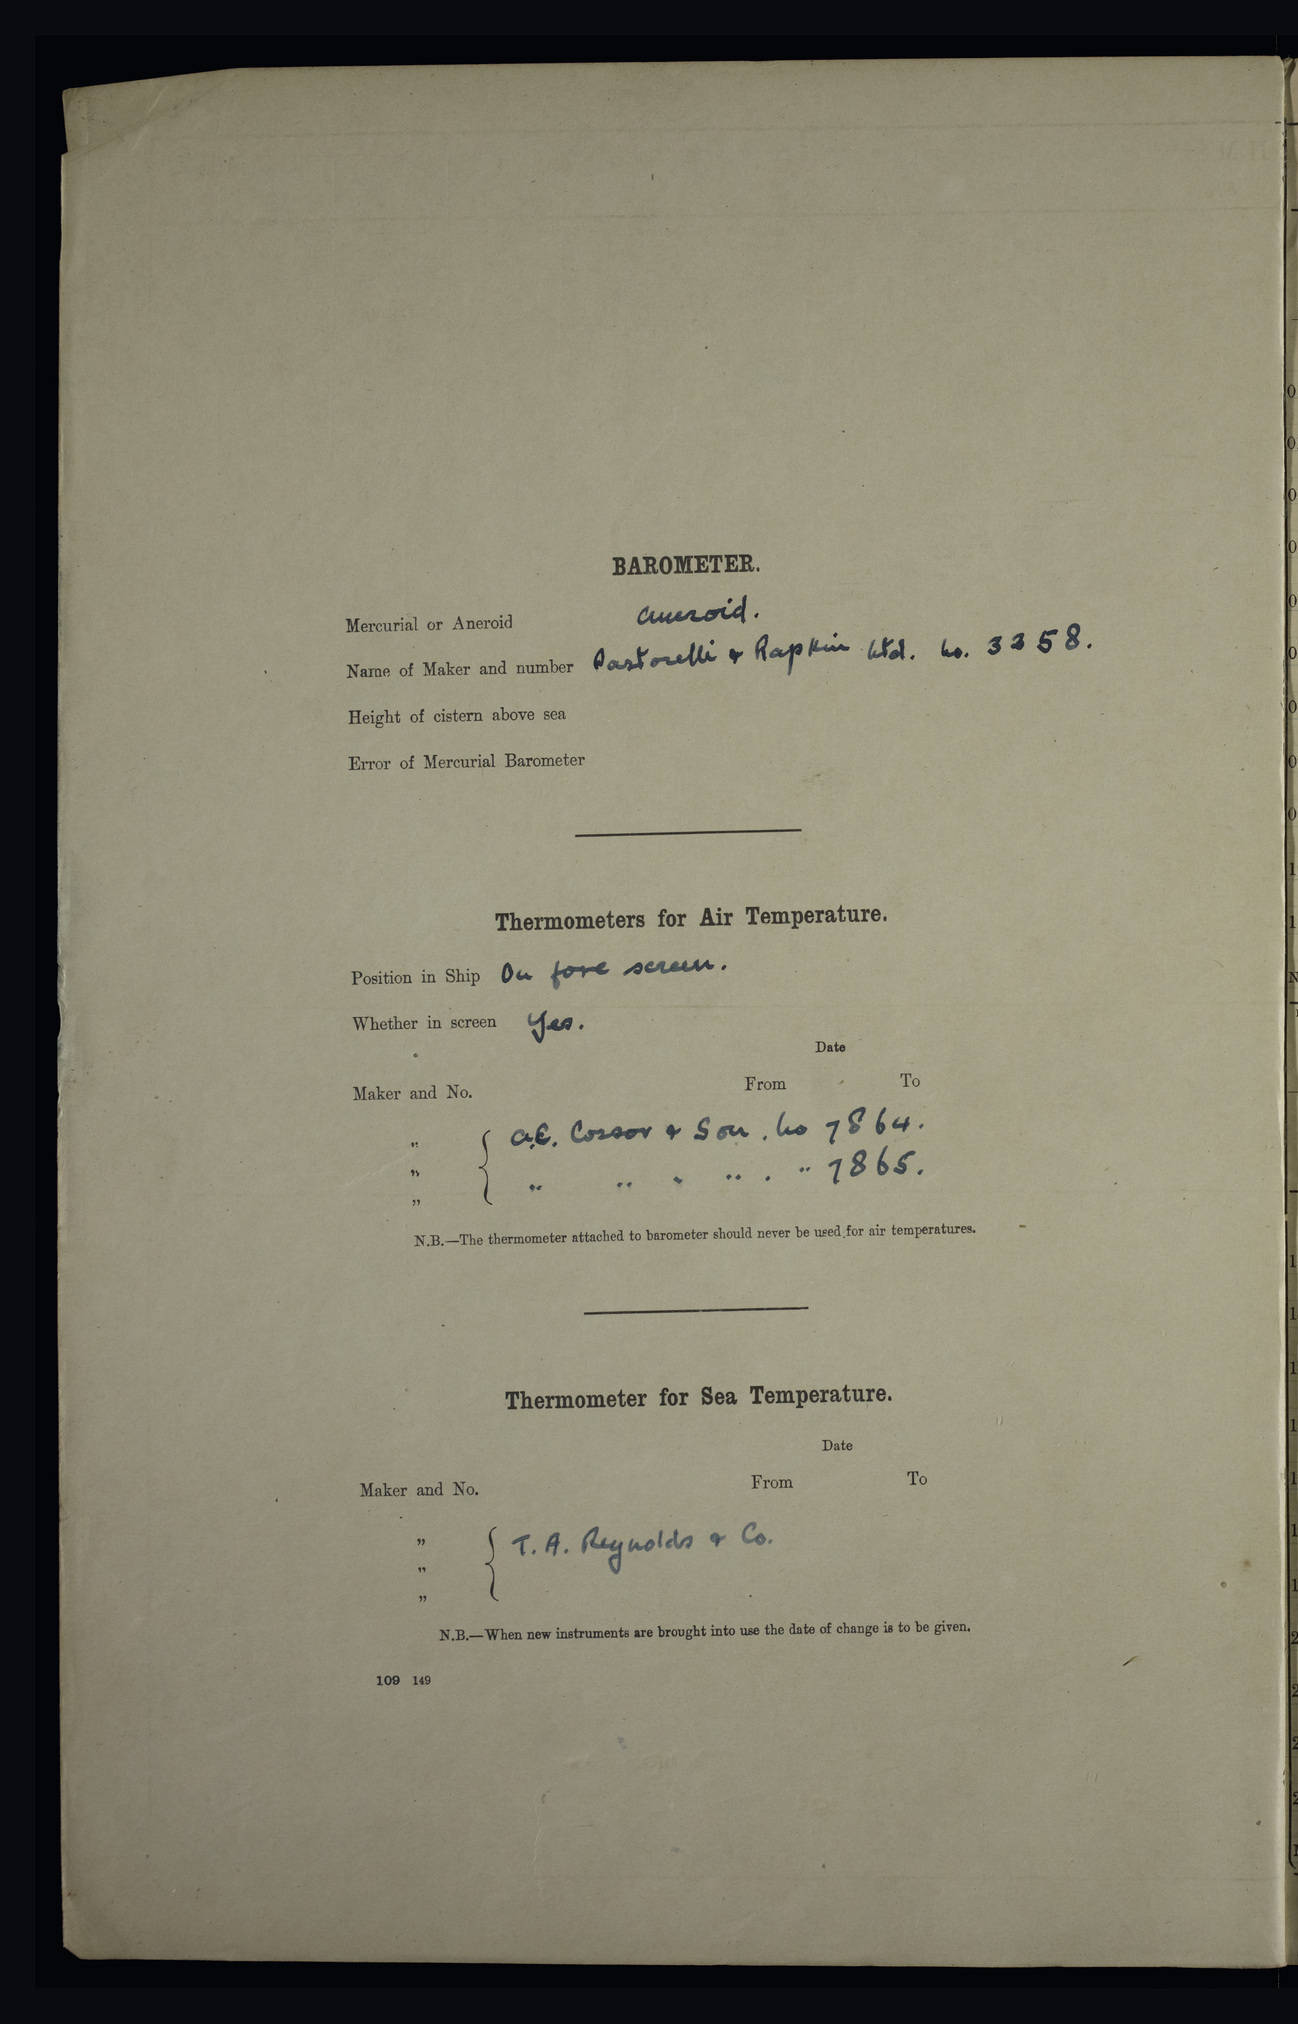 BAROMETER.
Mercurial or Aneroid Aneroid.
Name of Maker and number Pastorelli & Rapkin Ltd. No. 3358.
Height of cistern above sea
Error of Mercurial Barometer
Thermometers for Air Temperature.
Position in Ship On fore screen.
Whether in screen Yes.
Date
Maker and No. From To
„ { A.E. Cossor & Son. No 7864.
„ „ „ „ „ . „ 7865.
„
N.B.—The thermometer attached to barometer should never be used for air temperatures.
Thermometer for Sea Temperature.
Date
Maker and No. From To
„ { T. A. Reynolds & Co.
„
„
N.B.—When new instruments are brought into use the date of change is to be given.
109 149